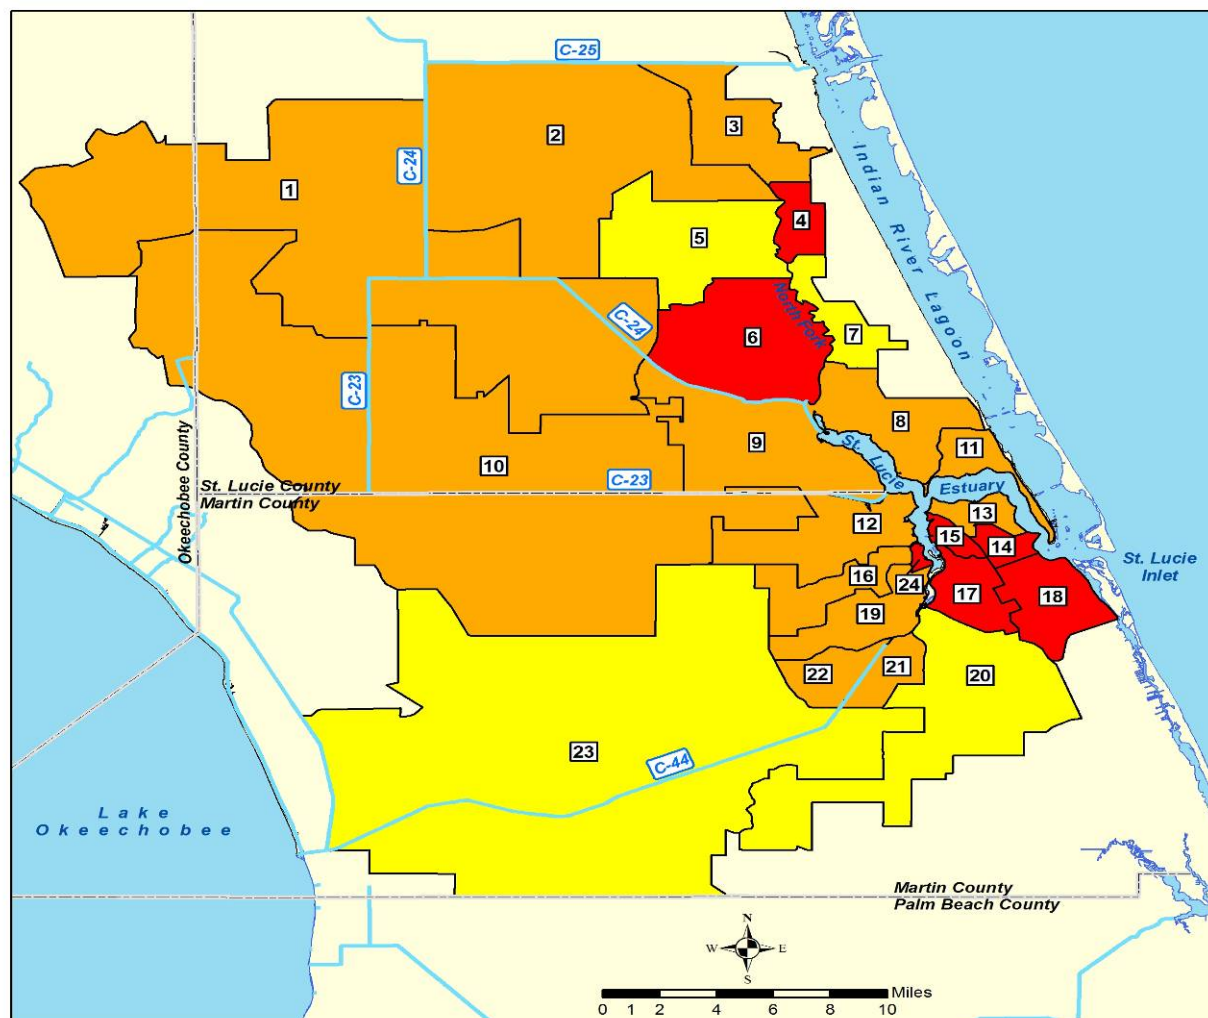 C-25
2
3
C-24
1
4
5
Indian River Lagoon
North Fork
C-24
6
7
C-23
8
9
St. Lucie
11
10
C-23
Okeechobee County
St. Lucie County
Martin County
Estuary
13
12
15
14
St. Lucie
Inlet
16
24
17
18
19
22
21
20
23
C-44
Lake
Okeechobee
Martin County
Palm Beach County
N
W
E
S
Miles
0 1 2 4 6 8 10